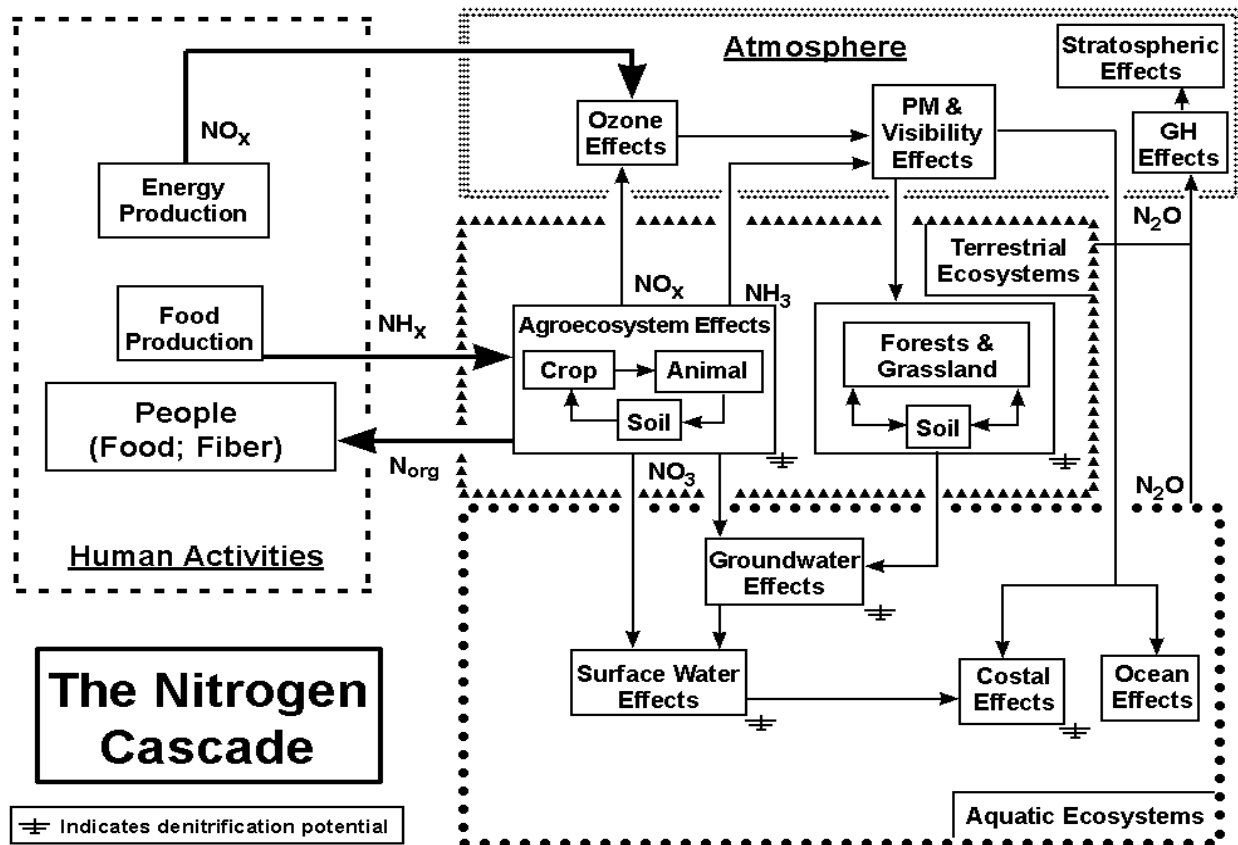 Atmosphere
Stratospheric
Effects
NOx
Ozone
Effects
PM &
Visibility
Effects
GH
Effects
Energy
Production
N2O
Terrestrial
Ecosystems
NOx
NH3
Food
Production
NHx
Agroecosystem Effects
Crop
Animal
Soil
Forests &
Grassland
Soil
People
(Food; Fiber)
Norg
NO3
N2O
Human Activities
Groundwater
Effects
Surface Water
Effects
Costal
Effects
Ocean
Effects
The Nitrogen
Cascade
Aquatic Ecosystems
Indicates denitrification potential